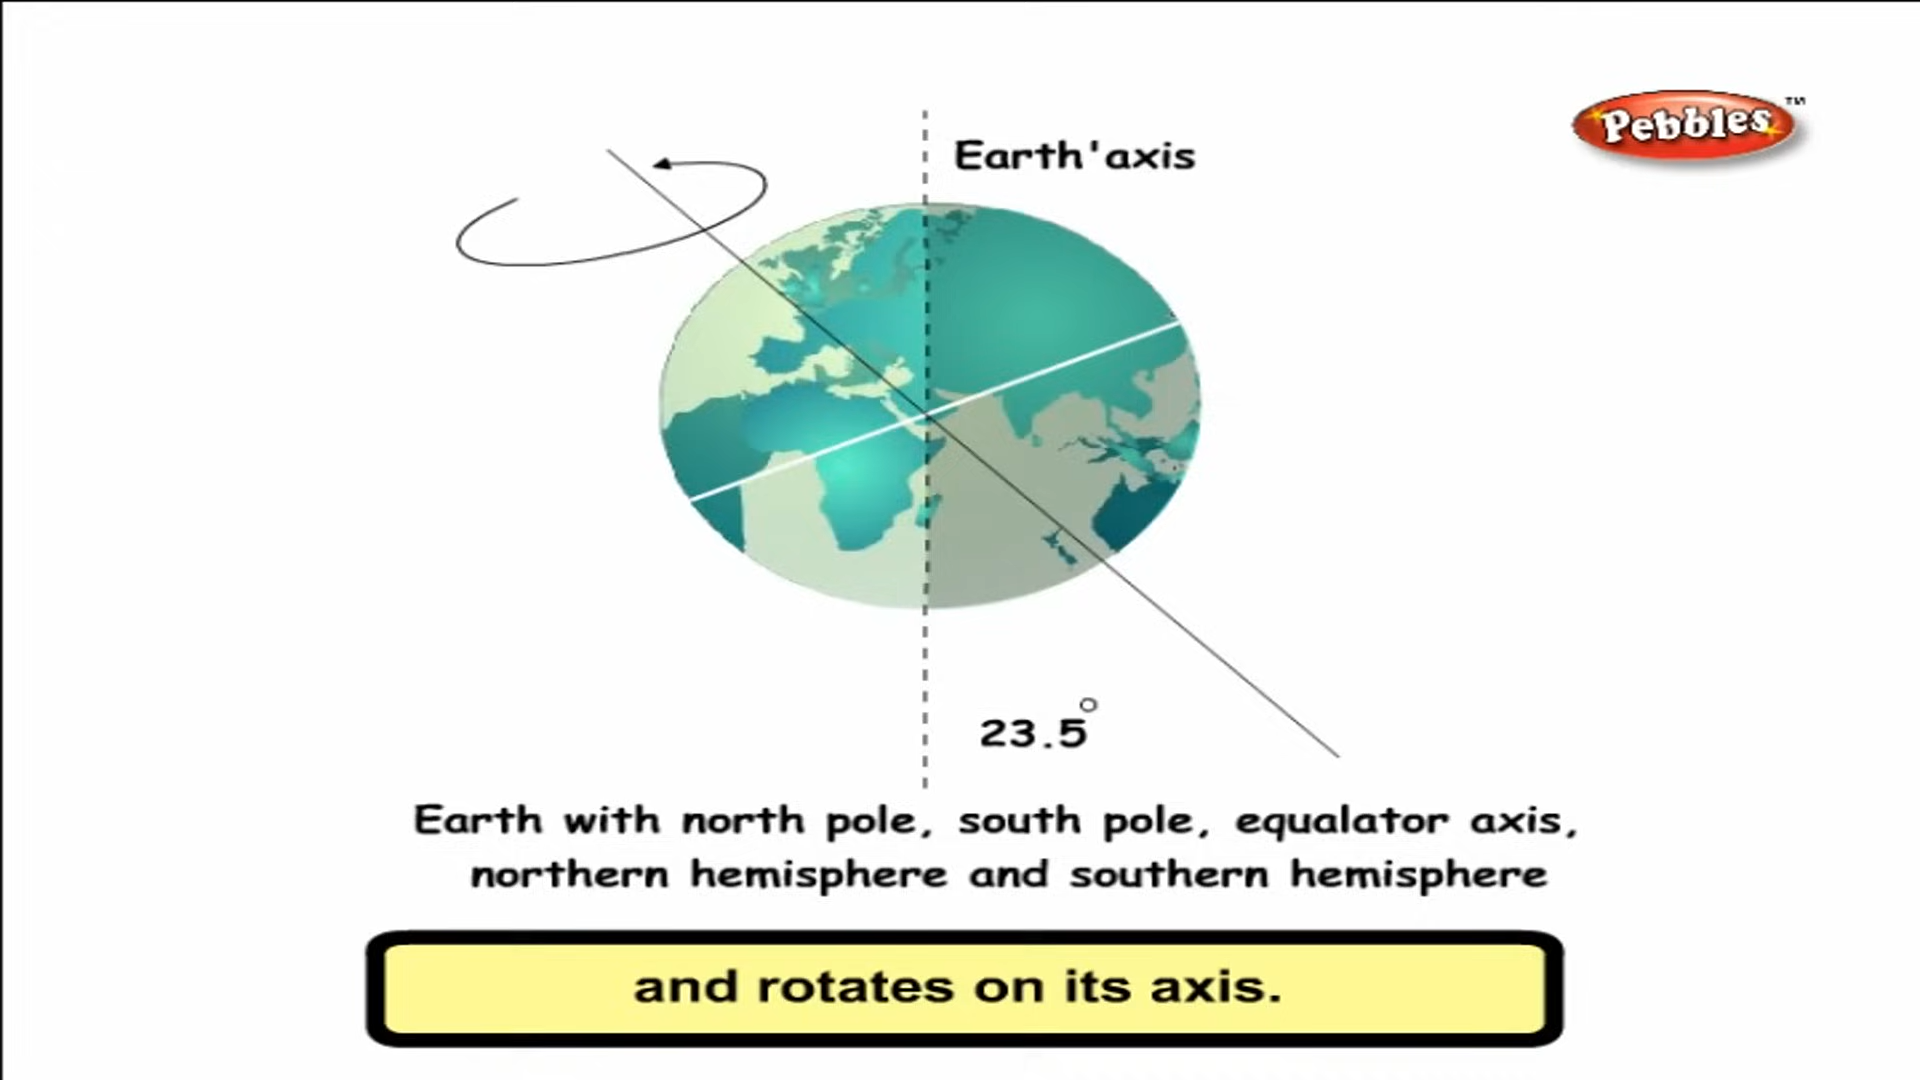 Pebbles™
Earth'axis
23.5°
Earth with north pole, south pole, equalator axis,
northern hemisphere and southern hemisphere
and rotates on its axis.